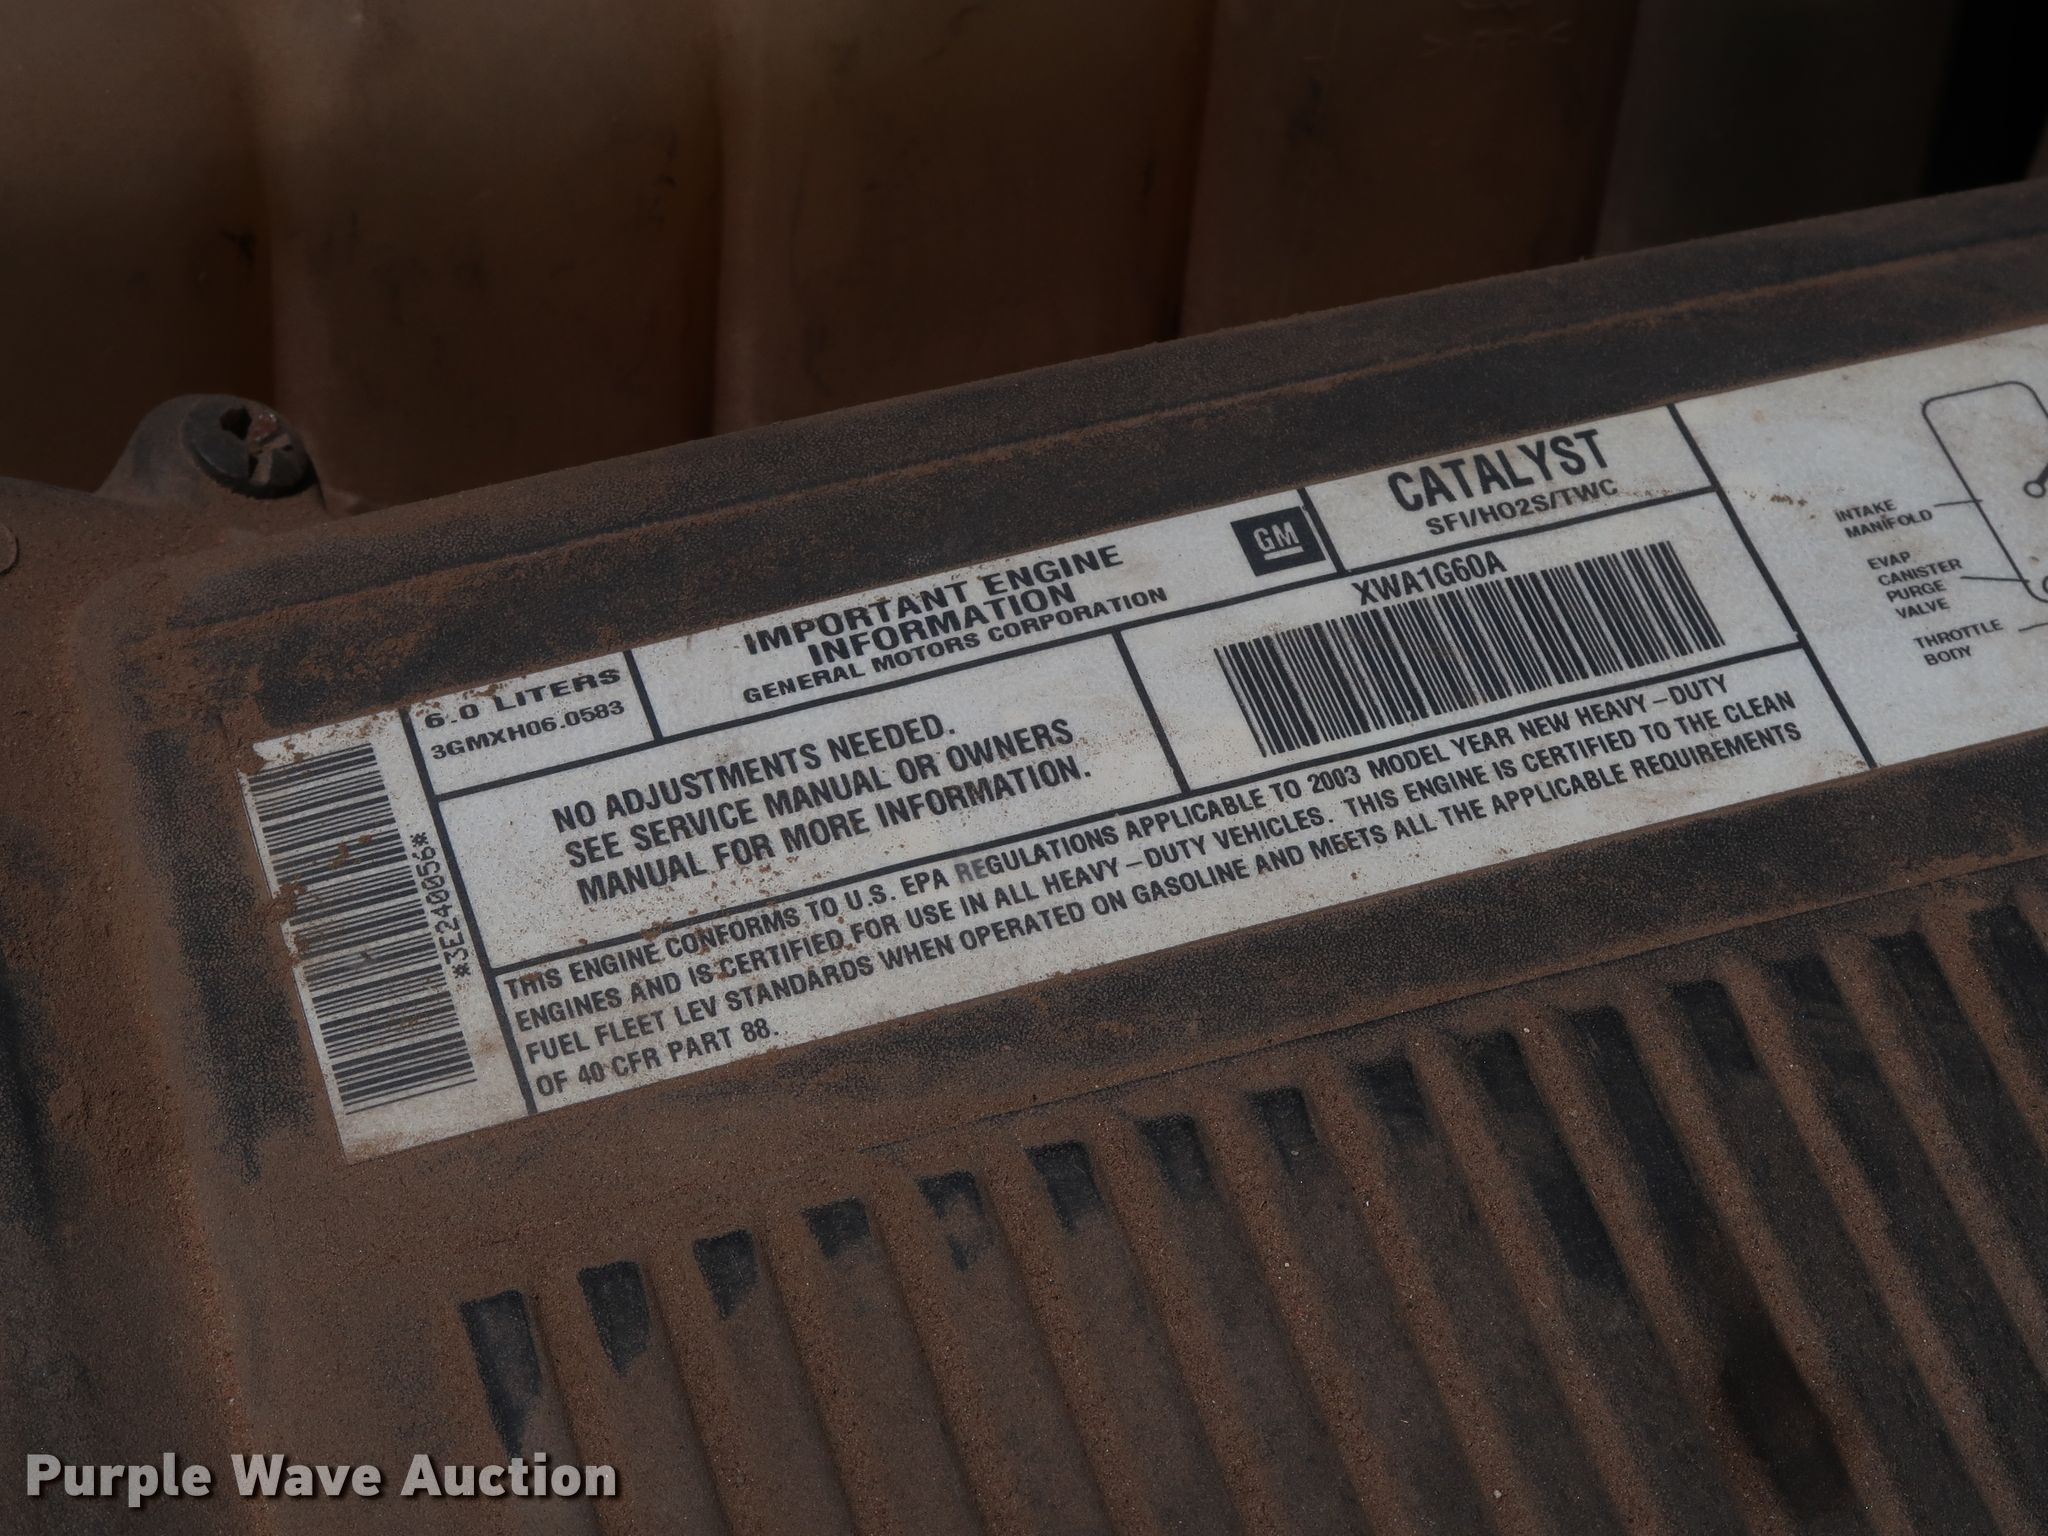 CATALYST
SFI/HO2S/TWC
GM
IMPORTANT ENGINE
INFORMATION
GENERAL MOTORS CORPORATION
6.0 LITERS
3GMXH06.0583
XWA1G60A
NO ADJUSTMENTS NEEDED.
SEE SERVICE MANUAL OR OWNERS
MANUAL FOR MORE INFORMATION.
*3E240056*
THIS ENGINE CONFORMS TO U.S. EPA REGULATIONS APPLICABLE TO 2003 MODEL YEAR NEW HEAVY-DUTY
ENGINES AND IS CERTIFIED FOR USE IN ALL HEAVY-DUTY VEHICLES. THIS ENGINE IS CERTIFIED TO THE CLEAN
FUEL FLEET LEV STANDARDS WHEN OPERATED ON GASOLINE AND MEETS ALL THE APPLICABLE REQUIREMENTS
OF 40 CFR PART 88.
INTAKE
MANIFOLD
EVAP
CANISTER
PURGE
VALVE
THROTTLE
BODY
Purple Wave Auction